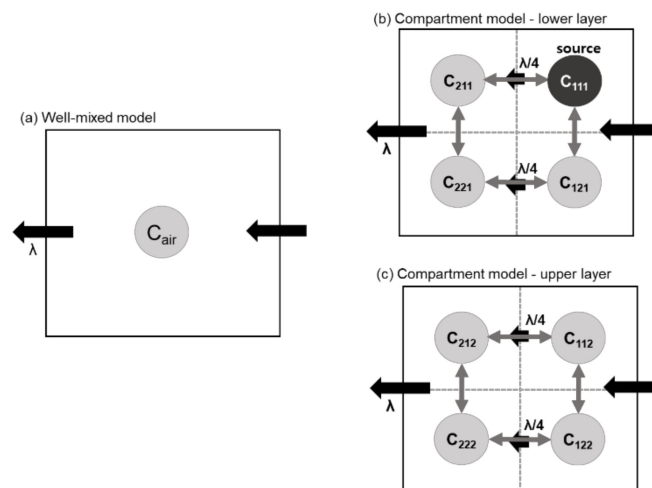 (a) Well-mixed model
λ
Cair
(b) Compartment model - lower layer
source
λ/4
C211
C111
λ
λ/4
C221
C121
(c) Compartment model - upper layer
λ/4
C212
C112
λ
λ/4
C222
C122